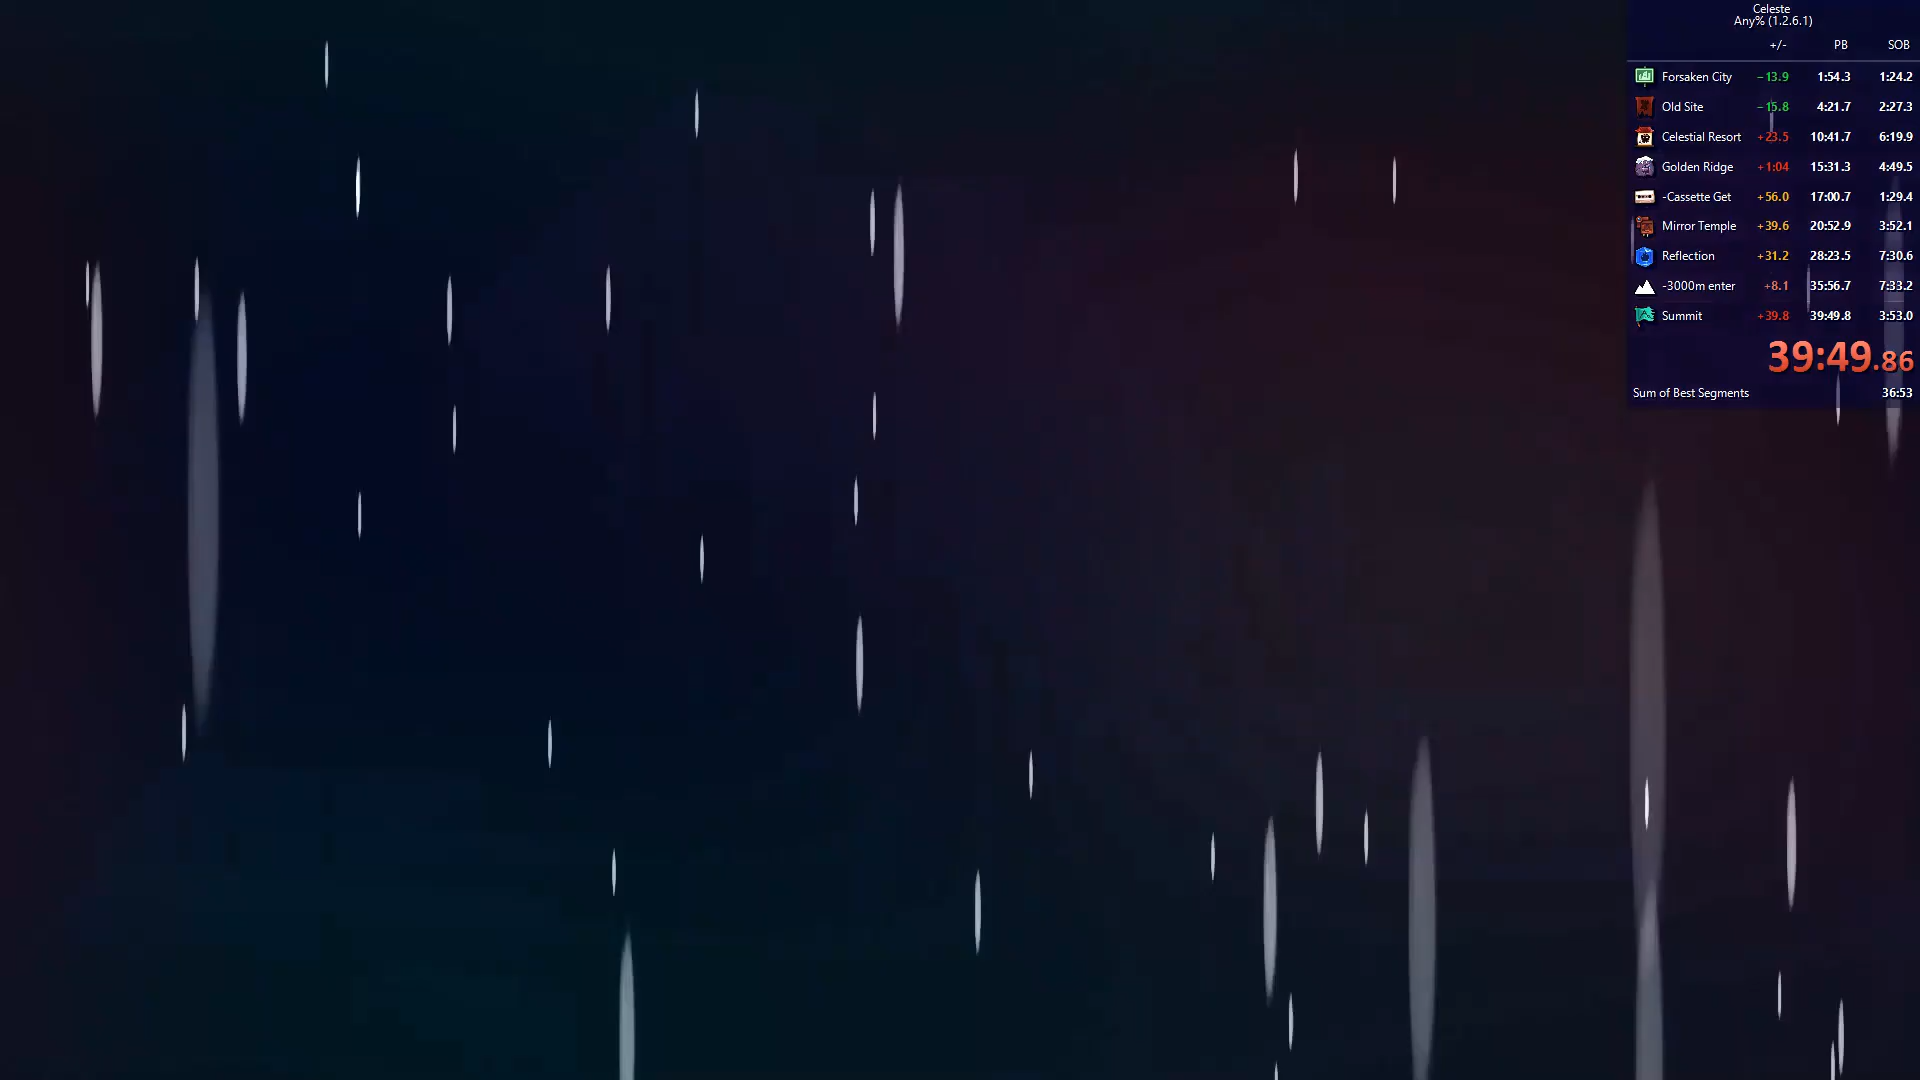 Celeste
Any% (1.2.6.1)
+/- PB SOB
Forsaken City −13.9 1:54.3 1:24.2
Old Site −15.8 4:21.7 2:27.3
Celestial Resort +23.5 10:41.7 6:19.9
Golden Ridge +1:04 15:31.3 4:49.5
-Cassette Get +56.0 17:00.7 1:29.4
Mirror Temple +39.6 20:52.9 3:52.1
Reflection +31.2 28:23.5 7:30.6
-3000m enter +8.1 35:56.7 7:33.2
Summit +39.8 39:49.8 3:53.0
39:49.86
Sum of Best Segments 36:53